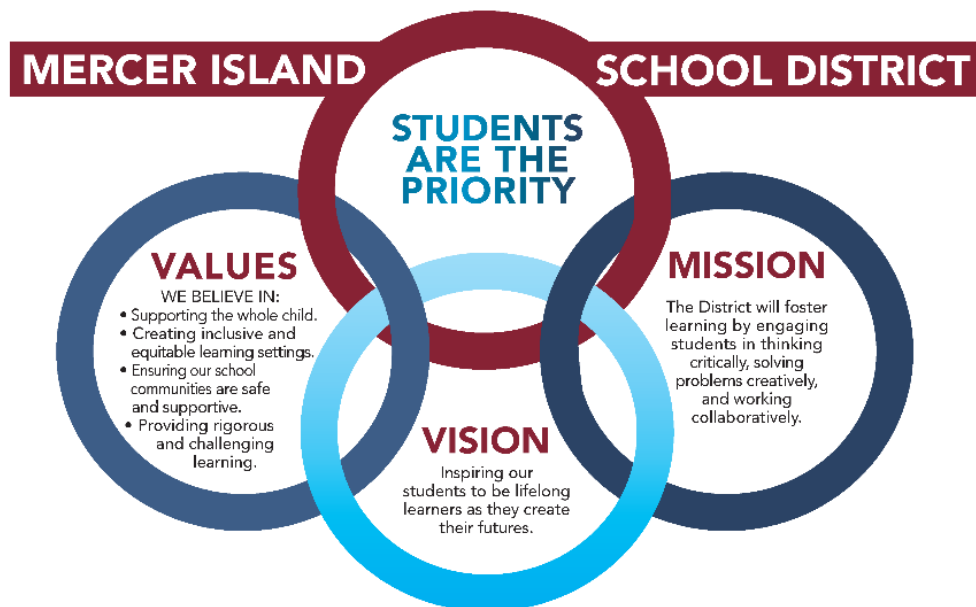 MERCER ISLAND
SCHOOL DISTRICT
STUDENTS
ARE THE
PRIORITY
VALUES
WE BELIEVE IN:
• Supporting the whole child.
• Creating inclusive and
equitable learning settings.
• Ensuring our school
communities are safe
and supportive.
• Providing rigorous
and challenging
learning.
VISION
Inspiring our
students to be lifelong
learners as they create
their futures.
MISSION
The District will foster
learning by engaging
students in thinking
critically, solving
problems creatively,
and working
collaboratively.